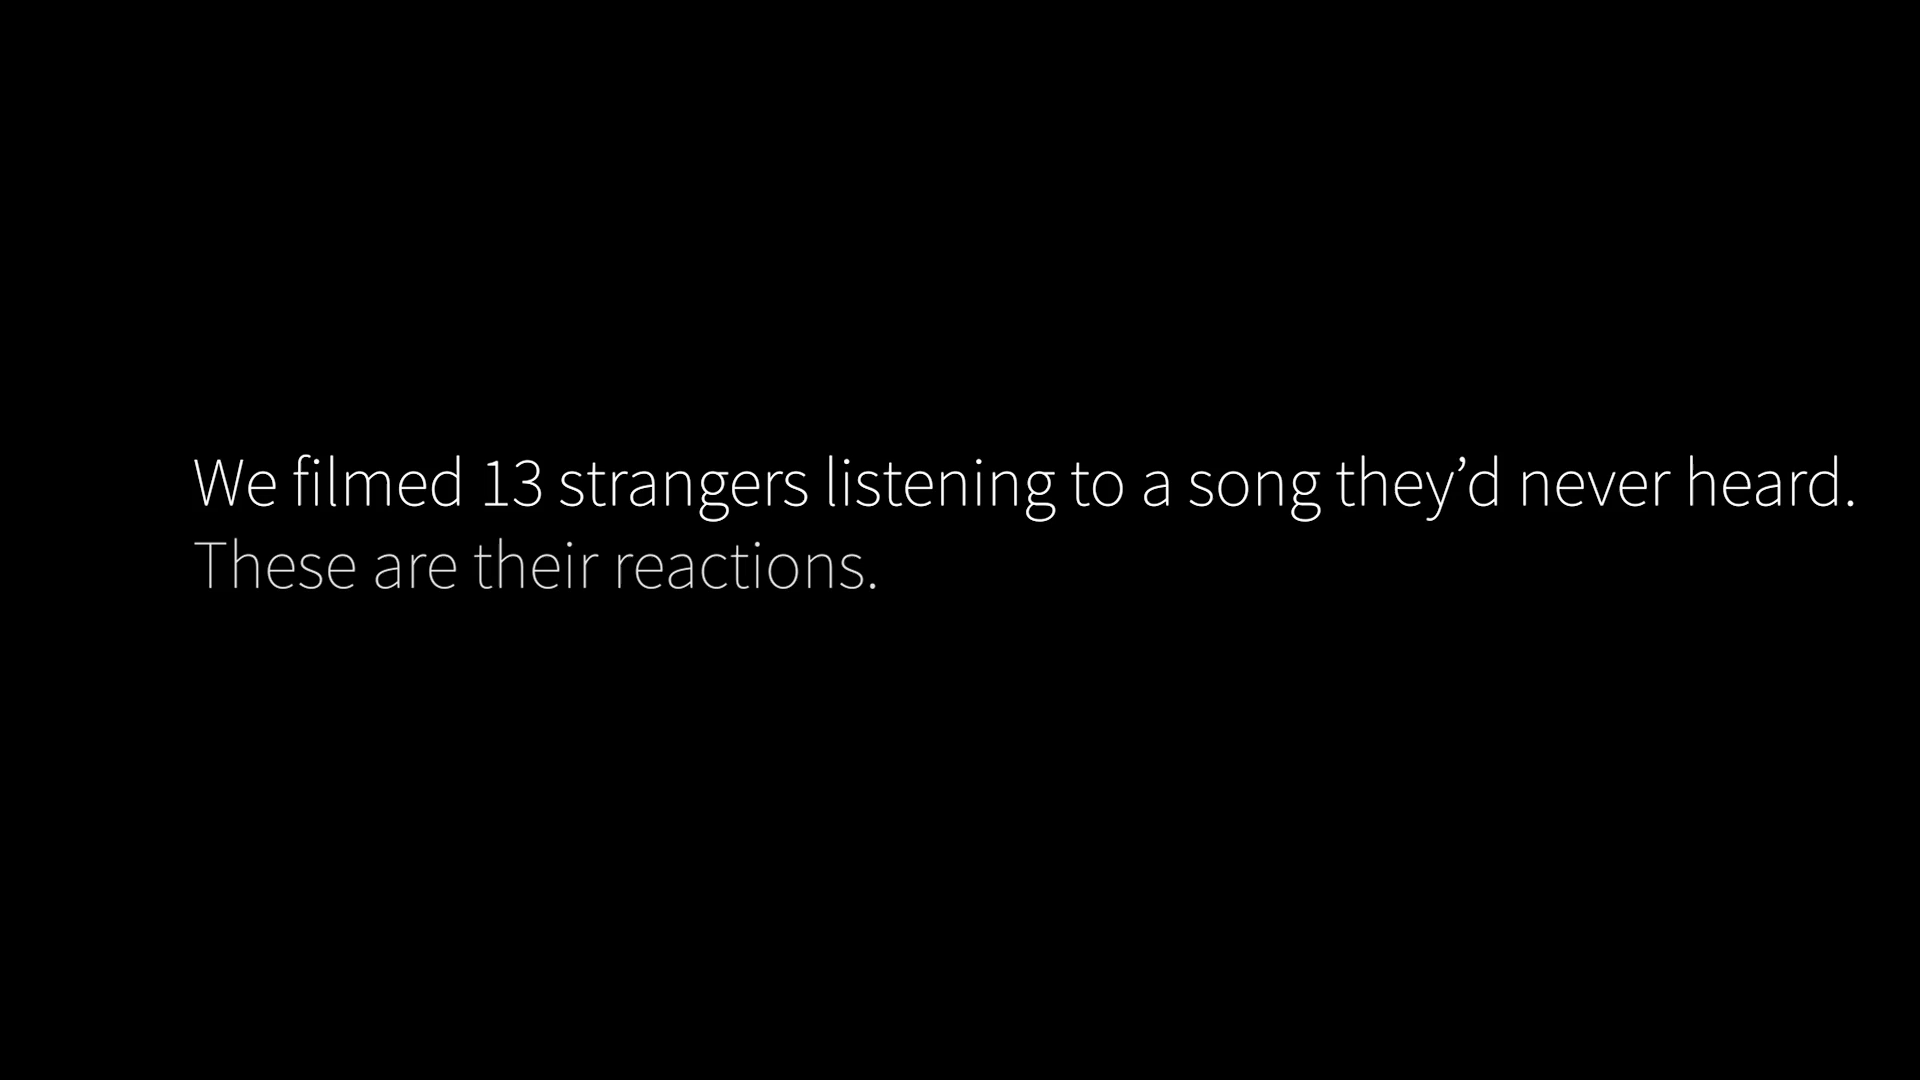 We filmed 13 strangers listening to a song they’d never heard.
These are their reactions.